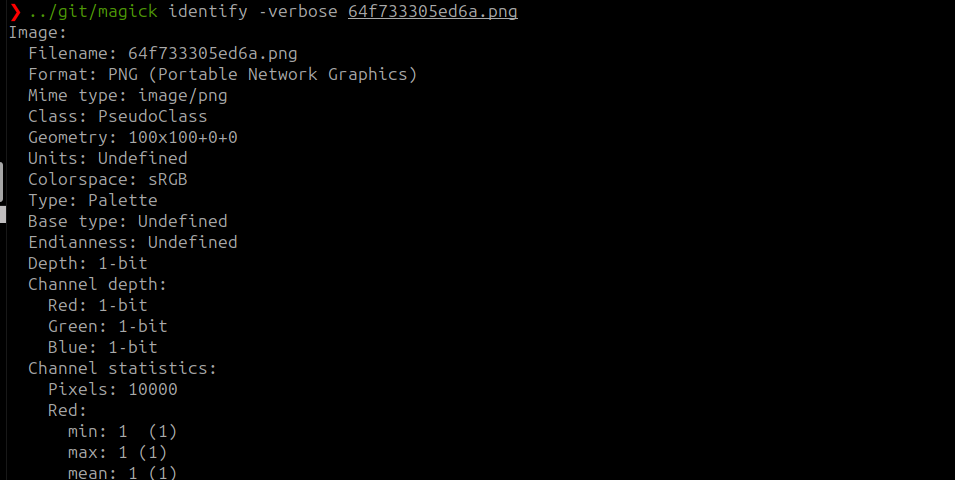 ❯ ../git/magick identify -verbose 64f733305ed6a.png
Image:
Filename: 64f733305ed6a.png
Format: PNG (Portable Network Graphics)
Mime type: image/png
Class: PseudoClass
Geometry: 100x100+0+0
Units: Undefined
Colorspace: sRGB
Type: Palette
Base type: Undefined
Endianness: Undefined
Depth: 1-bit
Channel depth:
Red: 1-bit
Green: 1-bit
Blue: 1-bit
Channel statistics:
Pixels: 10000
Red:
min: 1  (1)
max: 1 (1)
mean: 1 (1)